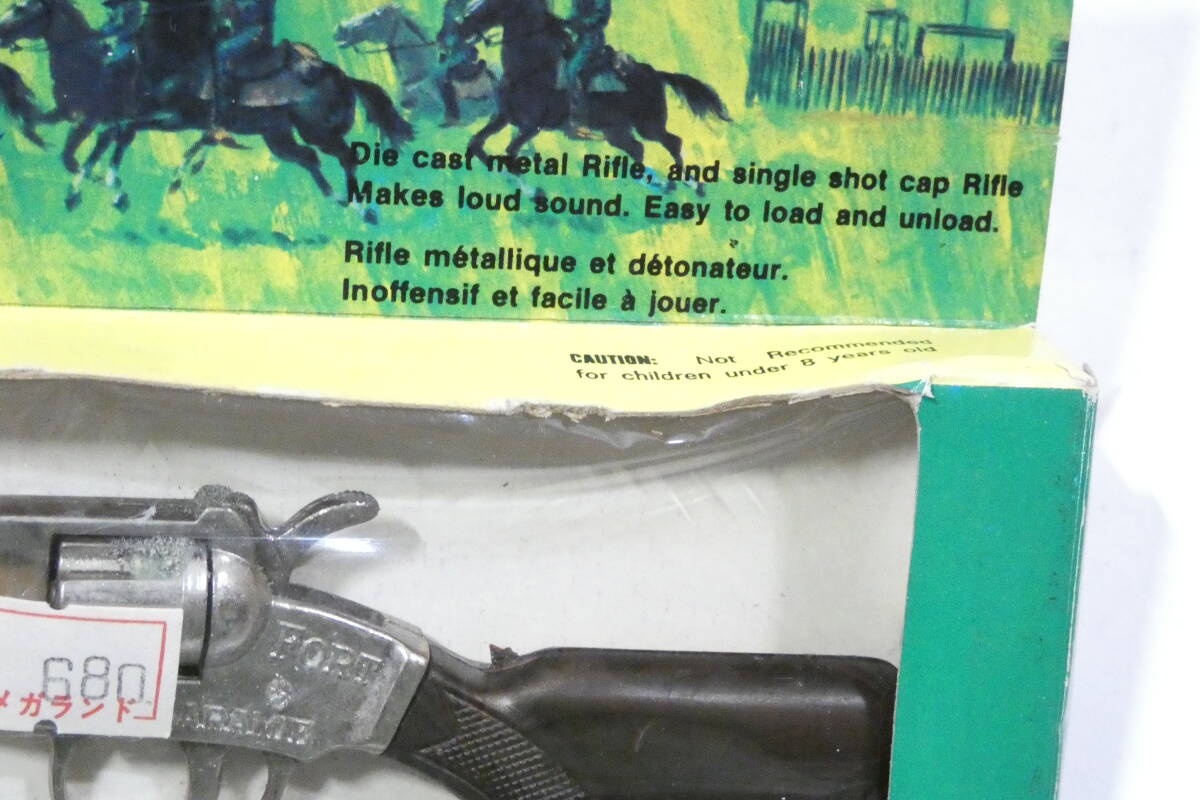 Die cast metal Rifle, and single shot cap Rifle
Makes loud sound. Easy to load and unload.
Rifle métallique et détonateur.
Inoffensif et facile à jouer.
CAUTION: Not Recommended
for children under 8 years old
FORT
680
メガランド